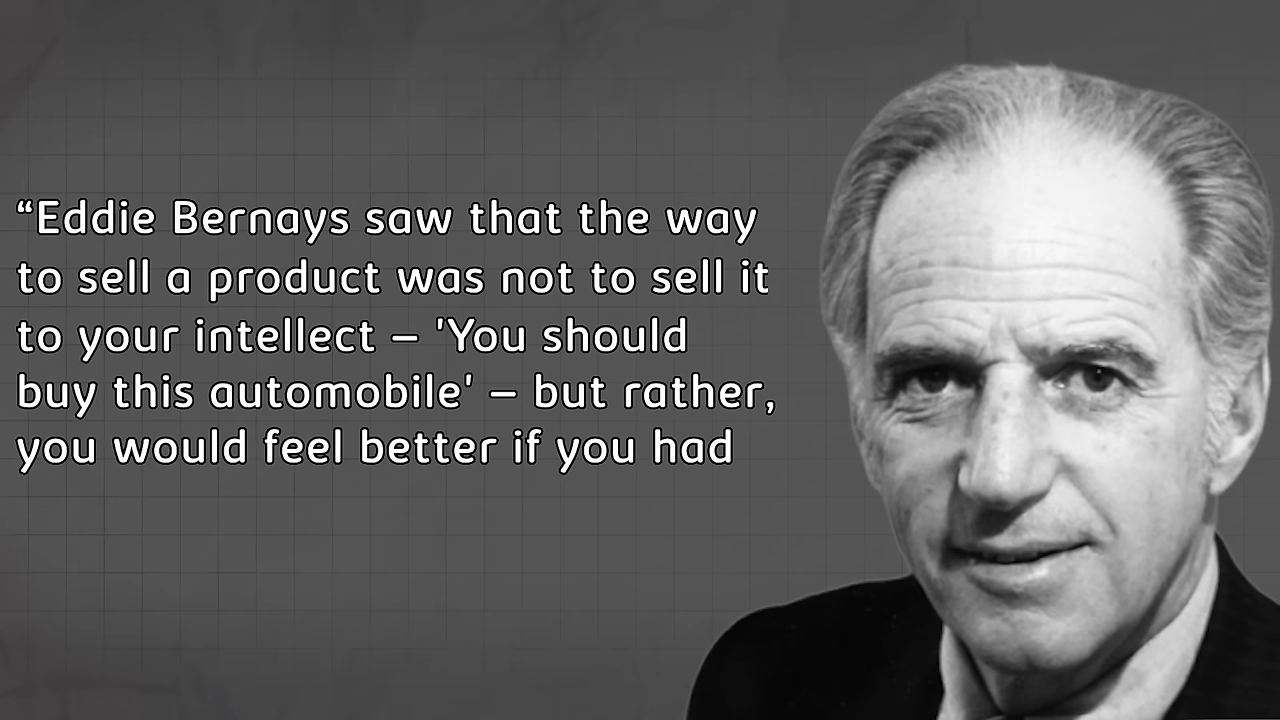 “Eddie Bernays saw that the way
to sell a product was not to sell it
to your intellect – 'You should
buy this automobile' – but rather,
you would feel better if you had